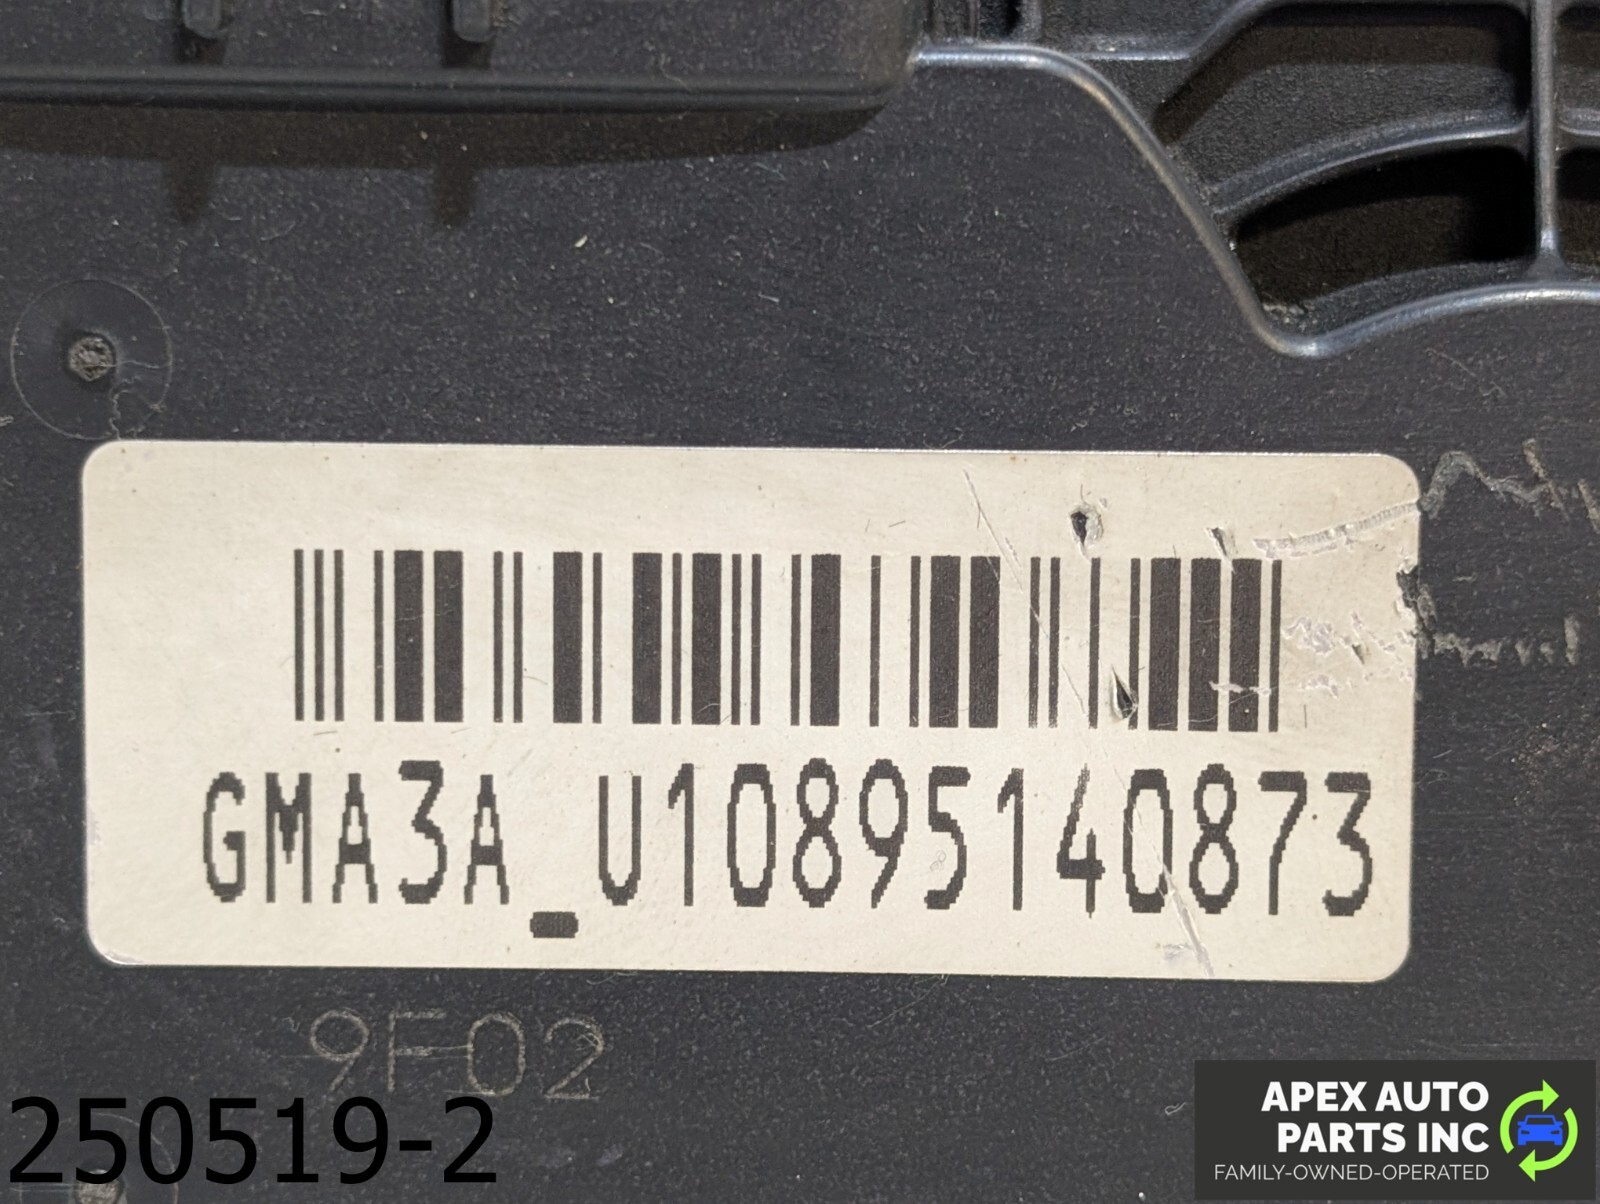 GMA3A_U10895140873
9F02
250519-2
APEX AUTO
PARTS INC
FAMILY-OWNED-OPERATED